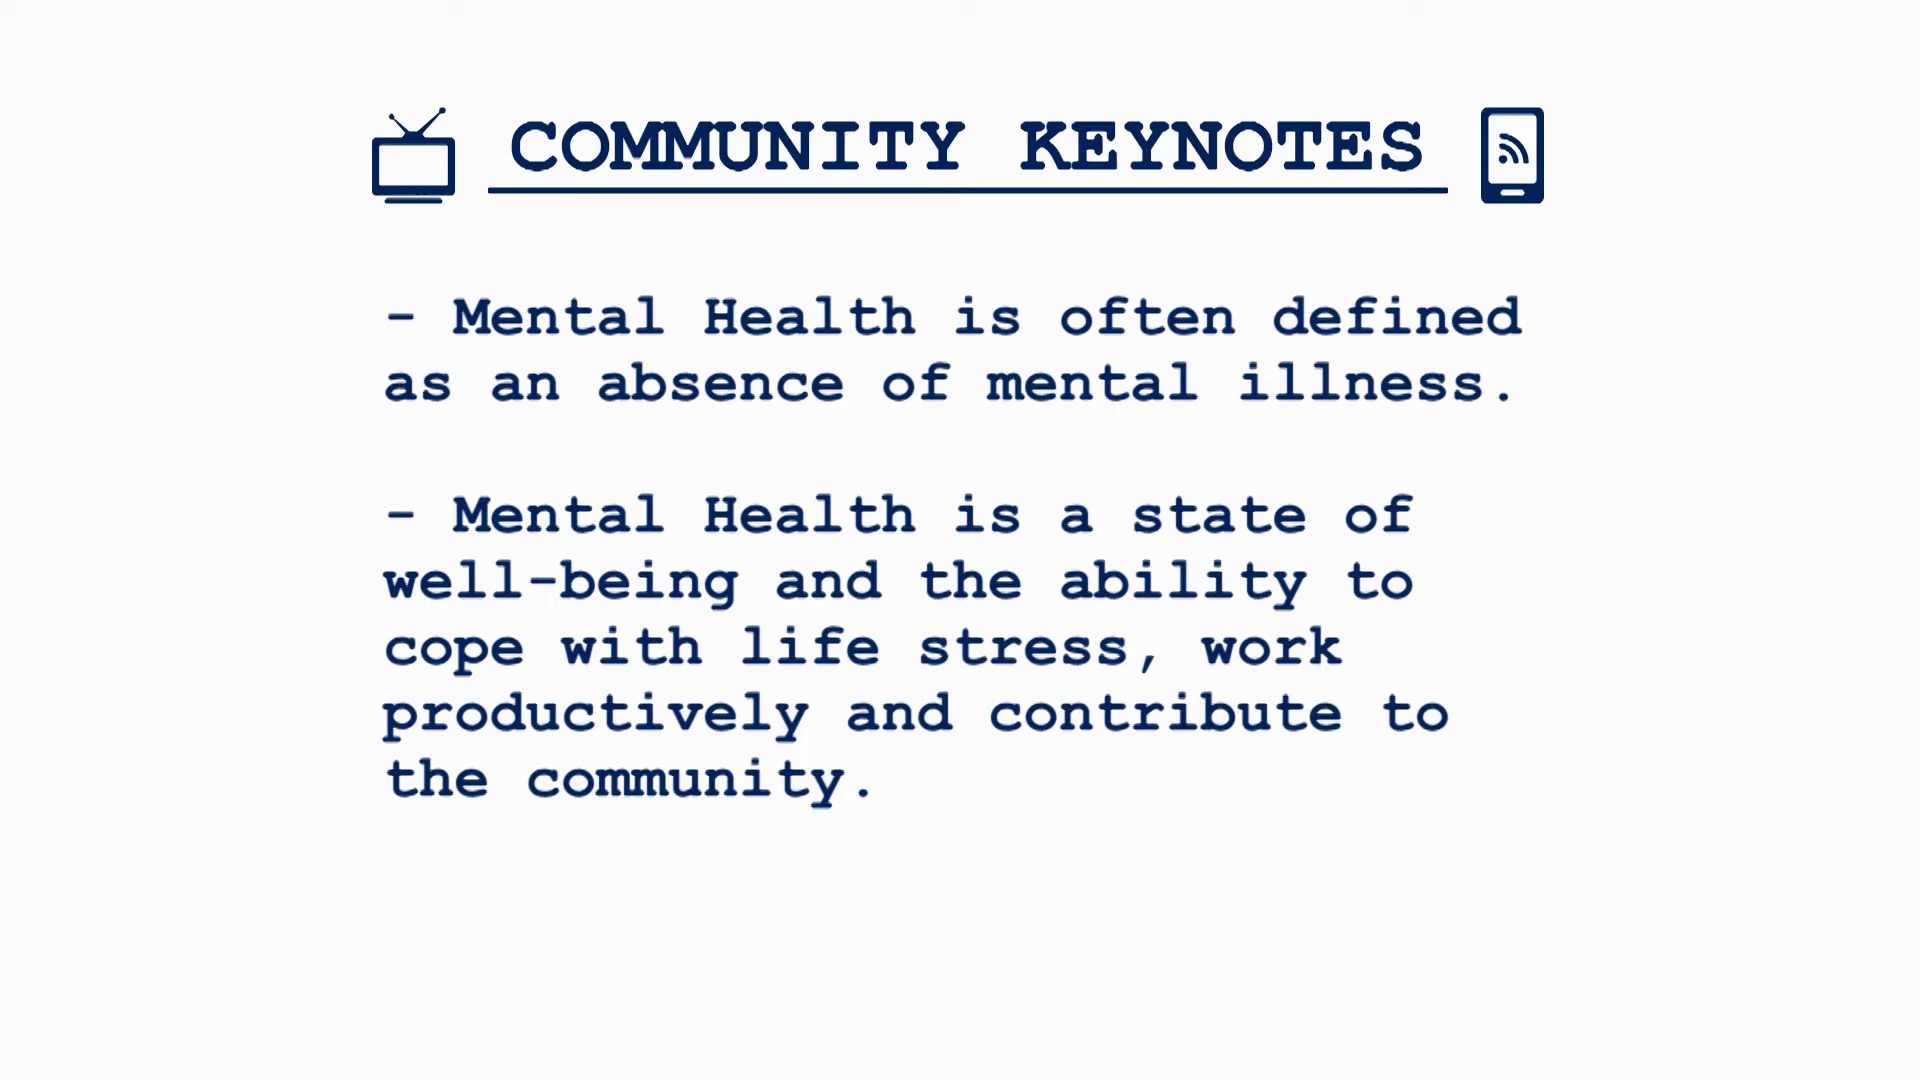 COMMUNITY KEYNOTES
- Mental Health is often defined
as an absence of mental illness.
- Mental Health is a state of
well-being and the ability to
cope with life stress, work
productively and contribute to
the community.